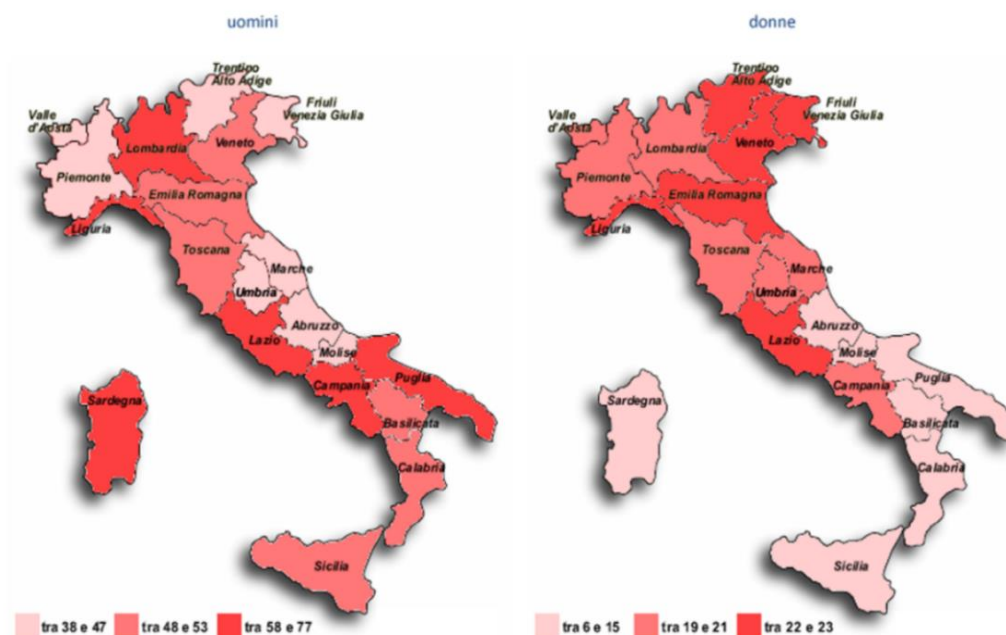 uomini
Trentino
Alto Adige
Friuli
Venezia Giulia
Valle
d'Aosta
Lombardia
Veneto
Piemonte
Emilia Romagna
Liguria
Toscana
Marche
Umbria
Abruzzo
Lazio
Molise
Campania
Puglia
Sardegna
Basilicata
Calabria
Sicilia
tra 38 e 47
tra 48 e 53
tra 58 e 77
donne
Trentino
Alto Adige
Friuli
Venezia Giulia
Valle
d'Aosta
Lombardia
Veneto
Piemonte
Emilia Romagna
Liguria
Toscana
Marche
Umbria
Abruzzo
Lazio
Molise
Campania
Puglia
Sardegna
Basilicata
Calabria
Sicilia
tra 6 e 15
tra 19 e 21
tra 22 e 23